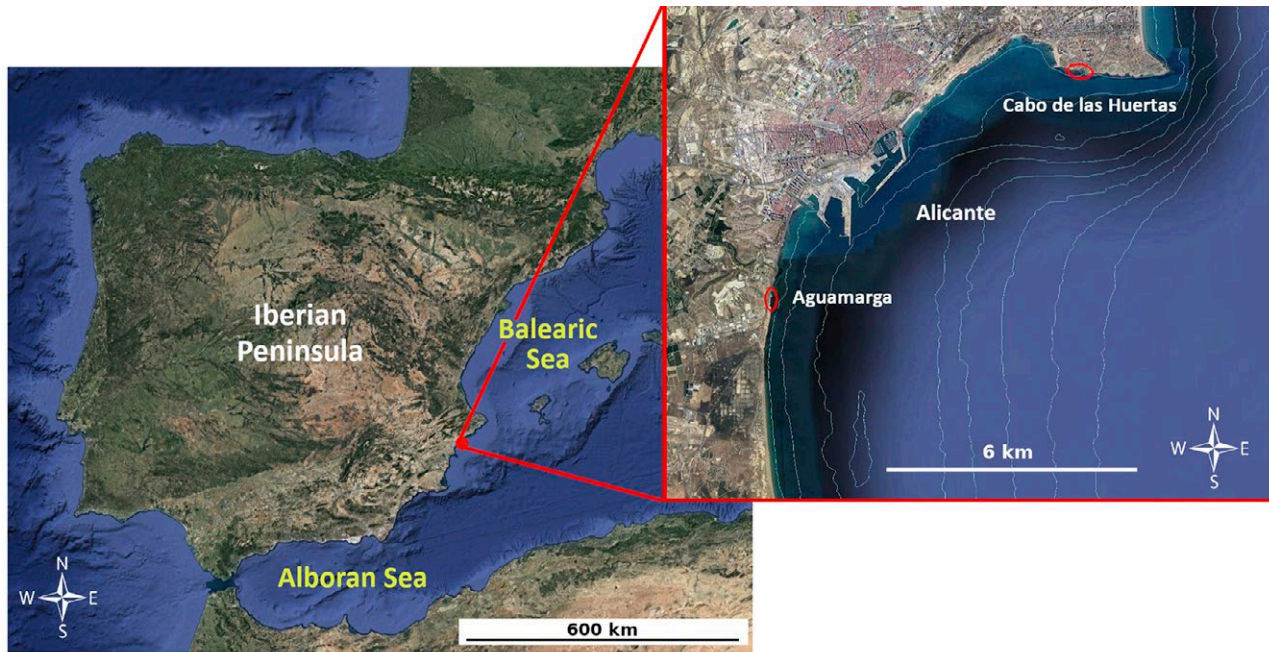 Iberian
Peninsula
Balearic
Sea
Alboran Sea
N
W E
S
600 km
Cabo de las Huertas
Alicante
Aguamarga
6 km
N
W E
S